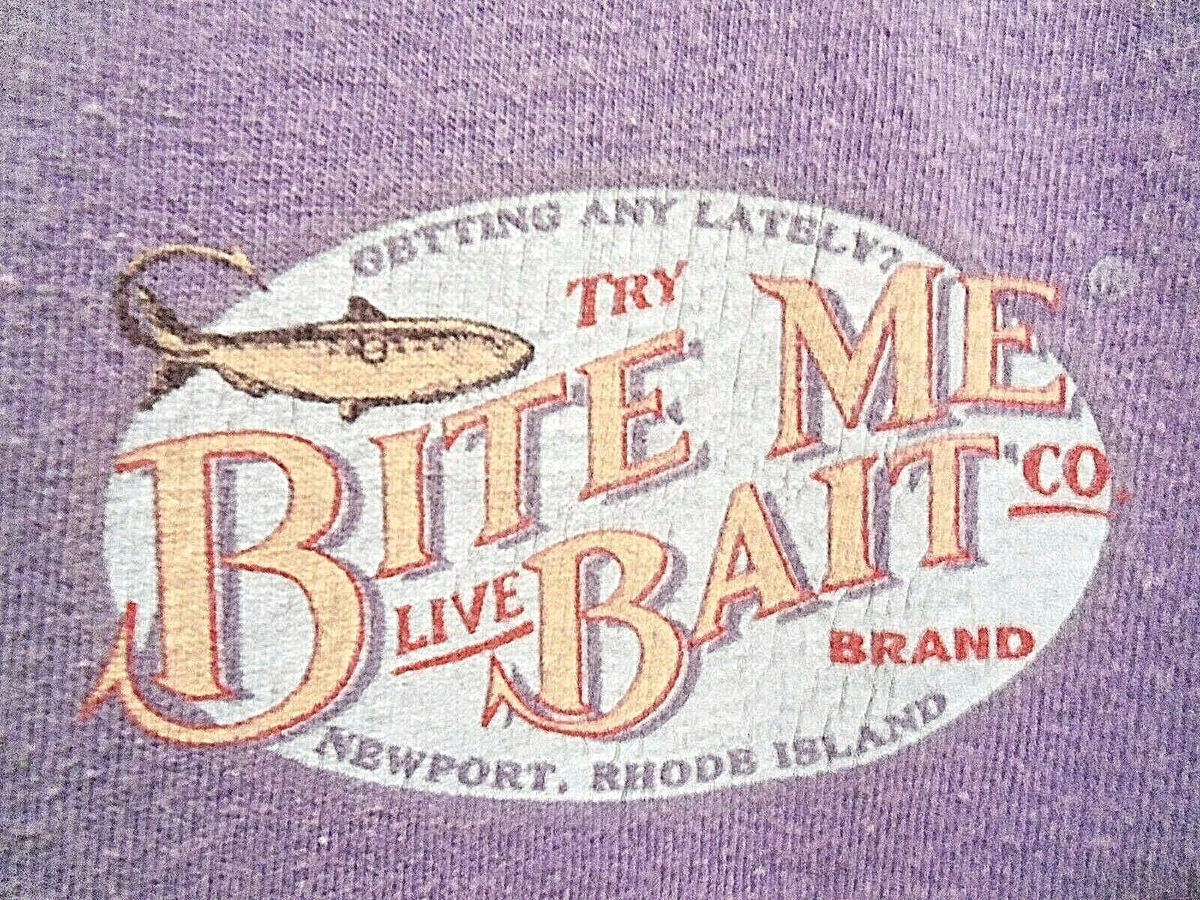 GETTING ANY LATELY?
TRY
BITE ME ®
LIVE BAIT CO.
BRAND
NEWPORT, RHODE ISLAND